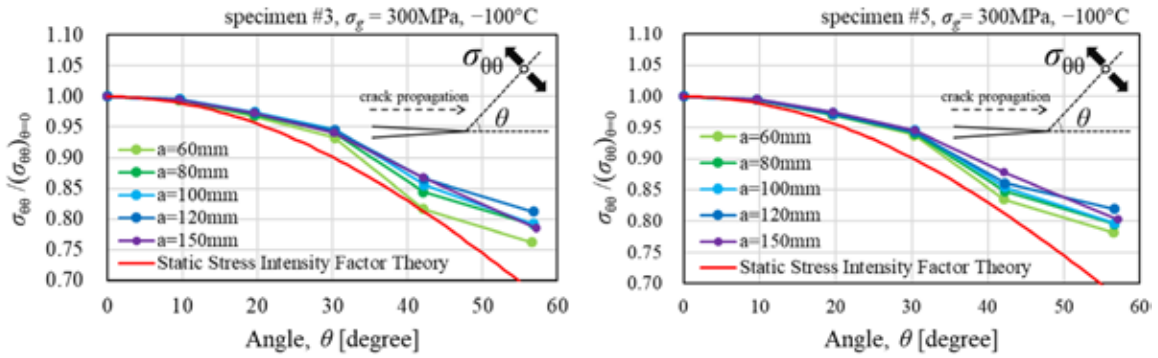 specimen #3, σg = 300MPa, −100°C
1.10
1.05
1.00
0.95
0.90
0.85
0.80
0.75
0.70
σθθ /(σθθ)θ=0
σθθ
crack propagation
θ
a=60mm
a=80mm
a=100mm
a=120mm
a=150mm
Static Stress Intensity Factor Theory
0 10 20 30 40 50 60
Angle, θ [degree]
specimen #5, σg = 300MPa, −100°C
1.10
1.05
1.00
0.95
0.90
0.85
0.80
0.75
0.70
σθθ /(σθθ)θ=0
σθθ
crack propagation
θ
a=60mm
a=80mm
a=100mm
a=120mm
a=150mm
Static Stress Intensity Factor Theory
0 10 20 30 40 50 60
Angle, θ [degree]